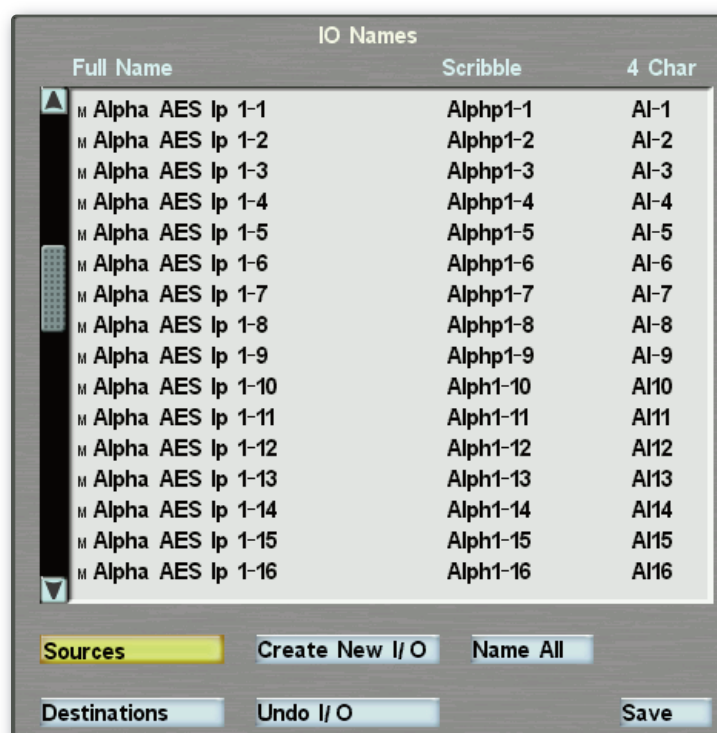 IO Names
Full Name Scribble 4 Char
M Alpha AES Ip 1-1 Alphp1-1 Al-1
M Alpha AES Ip 1-2 Alphp1-2 Al-2
M Alpha AES Ip 1-3 Alphp1-3 Al-3
M Alpha AES Ip 1-4 Alphp1-4 Al-4
M Alpha AES Ip 1-5 Alphp1-5 Al-5
M Alpha AES Ip 1-6 Alphp1-6 Al-6
M Alpha AES Ip 1-7 Alphp1-7 Al-7
M Alpha AES Ip 1-8 Alphp1-8 Al-8
M Alpha AES Ip 1-9 Alphp1-9 Al-9
M Alpha AES Ip 1-10 Alph1-10 Al10
M Alpha AES Ip 1-11 Alph1-11 Al11
M Alpha AES Ip 1-12 Alph1-12 Al12
M Alpha AES Ip 1-13 Alph1-13 Al13
M Alpha AES Ip 1-14 Alph1-14 Al14
M Alpha AES Ip 1-15 Alph1-15 Al15
M Alpha AES Ip 1-16 Alph1-16 Al16
Sources Create New I/O Name All
Destinations Undo I/O Save